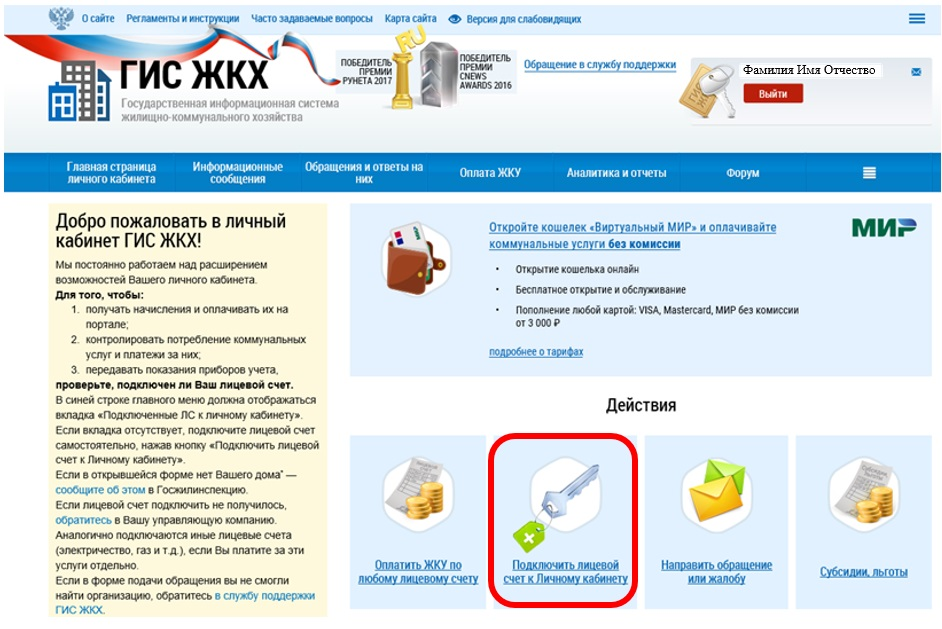 О сайте Регламенты и инструкции Часто задаваемые вопросы Карта сайта Версия для слабовидящих
ГИС ЖКХ
Государственная информационная система
жилищно-коммунального хозяйства
ПОБЕДИТЕЛЬ
ПРЕМИИ
РУНЕТА 2017
RU
ПОБЕДИТЕЛЬ
ПРЕМИИ
CNEWS
AWARDS 2016
Обращение в службу поддержки
Фамилия Имя Отчество
Выйти
Главная страница
личного кабинета
Информационные
сообщения
Обращения и ответы на
них
Оплата ЖКУ
Аналитика и отчеты
Форум
Добро пожаловать в личный
кабинет ГИС ЖКХ!
Мы постоянно работаем над расширением
возможностей Вашего личного кабинета.
Для того, чтобы:
1. получать начисления и оплачивать их на
портале;
2. контролировать потребление коммунальных
услуг и платежи за них;
3. передавать показания приборов учета,
проверьте, подключен ли Ваш лицевой счет.
В синей строке главного меню должна отображаться
вкладка «Подключенные ЛС к личному кабинету».
Если вкладка отсутствует, подключите лицевой счет
самостоятельно, нажав кнопку «Подключить лицевой
счет к Личному кабинету».
Если в открывшейся форме нет Вашего дома* —
сообщите об этом в Госжилинспекцию.
Если лицевой счет подключить не получилось,
обратитесь в Вашу управляющую компанию.
Аналогично подключаются иные лицевые счета
(электричество, газ и т.д.), если Вы платите за эти
услуги отдельно.
Если в форме подачи обращения вы не смогли
найти организацию, обратитесь в службу поддержки
ГИС ЖКХ.
Откройте кошелек «Виртуальный МИР» и оплачивайте
коммунальные услуги без комиссии
• Открытие кошелька онлайн
• Бесплатное открытие и обслуживание
• Пополнение любой картой: VISA, Mastercard, МИР без комиссии
от 3 000 ₽
подробнее о тарифах
МИР
Действия
Оплатить ЖКУ по
любому лицевому счету
Подключить лицевой
счет к Личному кабинету
Направить обращение
или жалобу
Субсидии, льготы